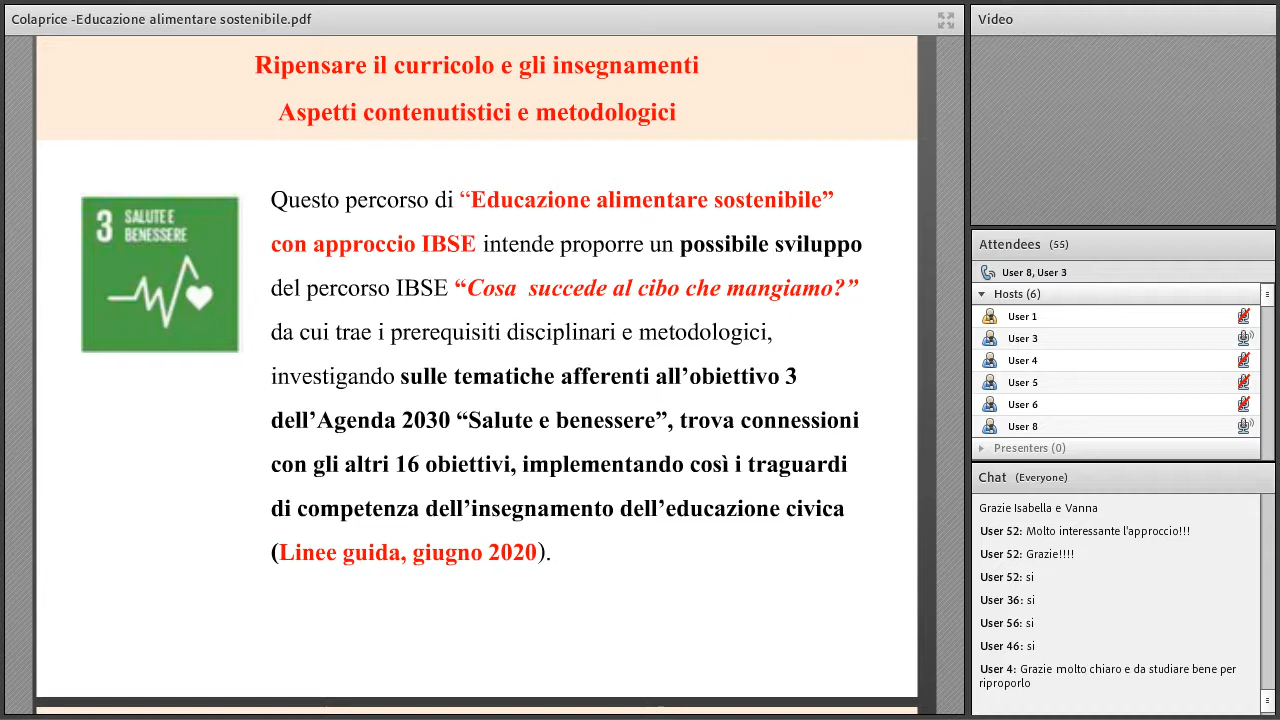 Colaprice -Educazione alimentare sostenibile.pdf
Ripensare il curricolo e gli insegnamenti
Aspetti contenutistici e metodologici
3 SALUTE E
BENESSERE
Questo percorso di “Educazione alimentare sostenibile”
con approccio IBSE intende proporre un possibile sviluppo
del percorso IBSE “Cosa succede al cibo che mangiamo?”
da cui trae i prerequisiti disciplinari e metodologici,
investigando sulle tematiche afferenti all’obiettivo 3
dell’Agenda 2030 “Salute e benessere”, trova connessioni
con gli altri 16 obiettivi, implementando così i traguardi
di competenza dell’insegnamento dell’educazione civica
(Linee guida, giugno 2020).
Video
Attendees (55)
User 8, User 3
Hosts (6)
User 1
User 3
User 4
User 5
User 6
User 8
Presenters (0)
Chat (Everyone)
Grazie Isabella e Vanna
User 52: Molto interessante l'approccio!!!
User 52: Grazie!!!!
User 52: si
User 36: si
User 56: si
User 46: si
User 4: Grazie molto chiaro e da studiare bene per
riproporlo